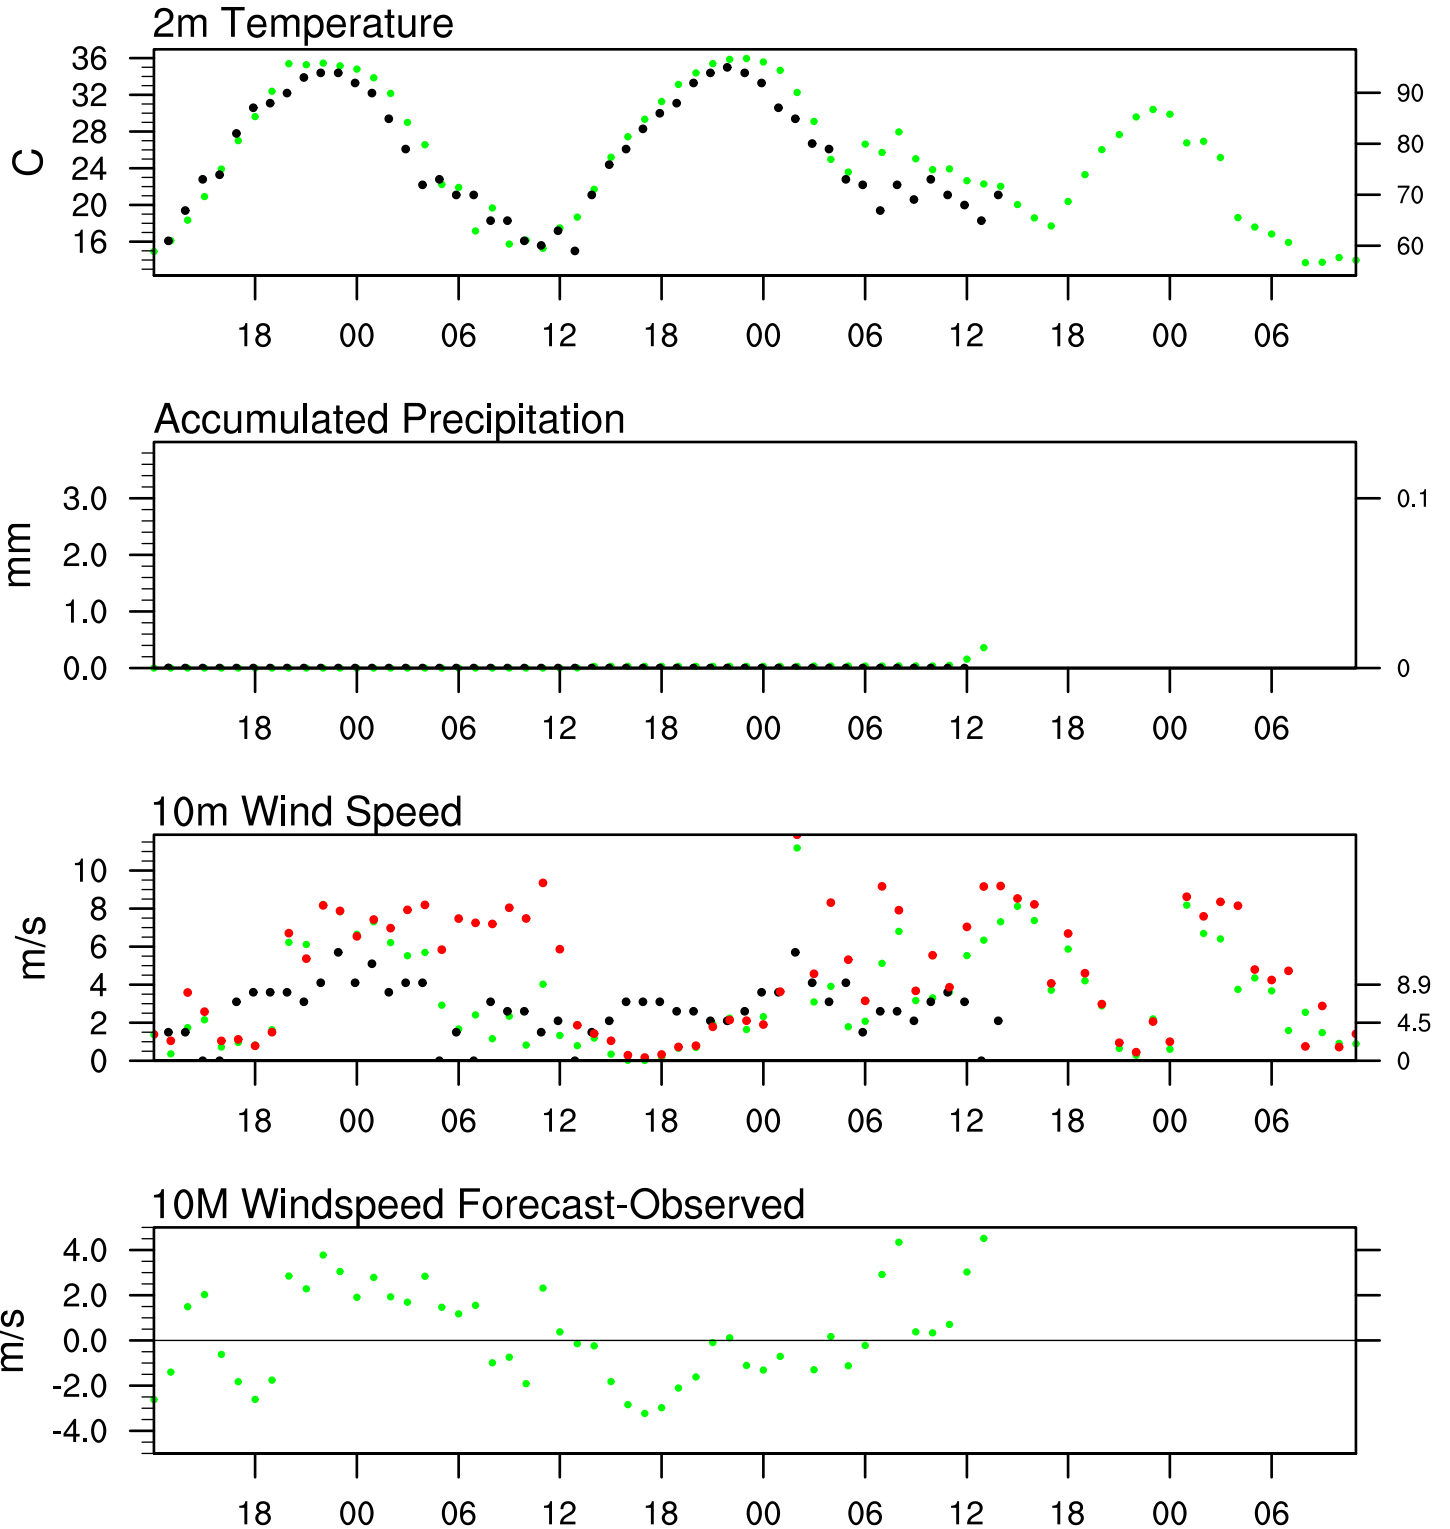 2m Temperature
C
36
32
28
24
20
16
90
80
70
60
18 00 06 12 18 00 06 12 18 00 06
Accumulated Precipitation
mm
3.0
2.0
1.0
0.0
0.1
0
18 00 06 12 18 00 06 12 18 00 06
10m Wind Speed
m/s
10
8
6
4
2
0
8.9
4.5
0
18 00 06 12 18 00 06 12 18 00 06
10M Windspeed Forecast-Observed
m/s
4.0
2.0
0.0
-2.0
-4.0
18 00 06 12 18 00 06 12 18 00 06